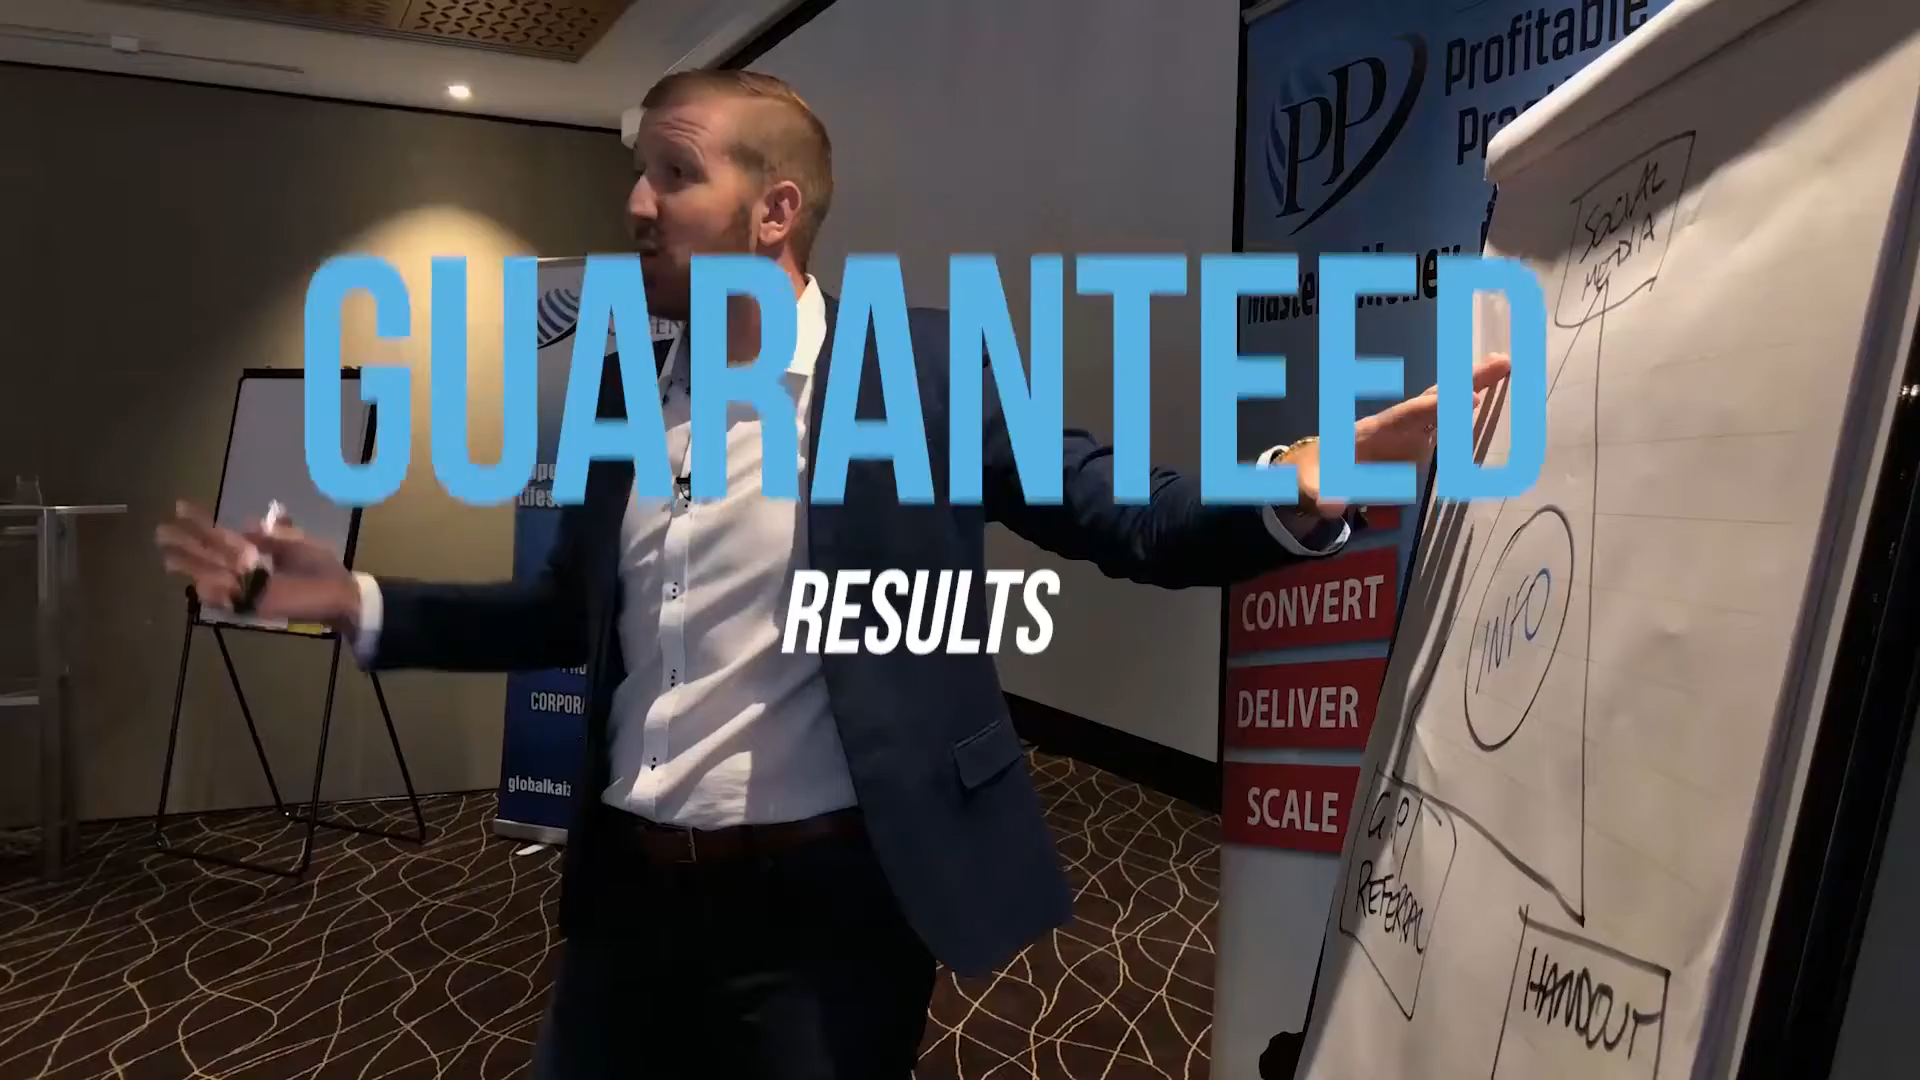 PP
Profitable
SOCIAL
MEDIA
GUARANTEED
RESULTS
CONVERT
INFO
CORPOR
DELIVER
globalkaiz
SCALE
G.P/
REFERRAL
HANDOUT